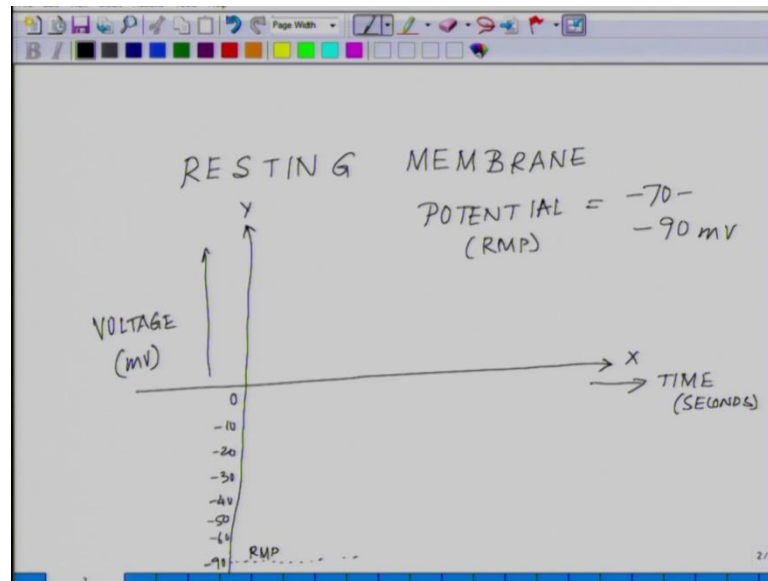 Page Width
B I
RESTING MEMBRANE
POTENTIAL = -70-
(RMP) -90 mV
Y
VOLTAGE
(mV)
X
TIME
(SECONDS)
0
-10
-20
-30
-40
-50
-60
-90 RMP
2/